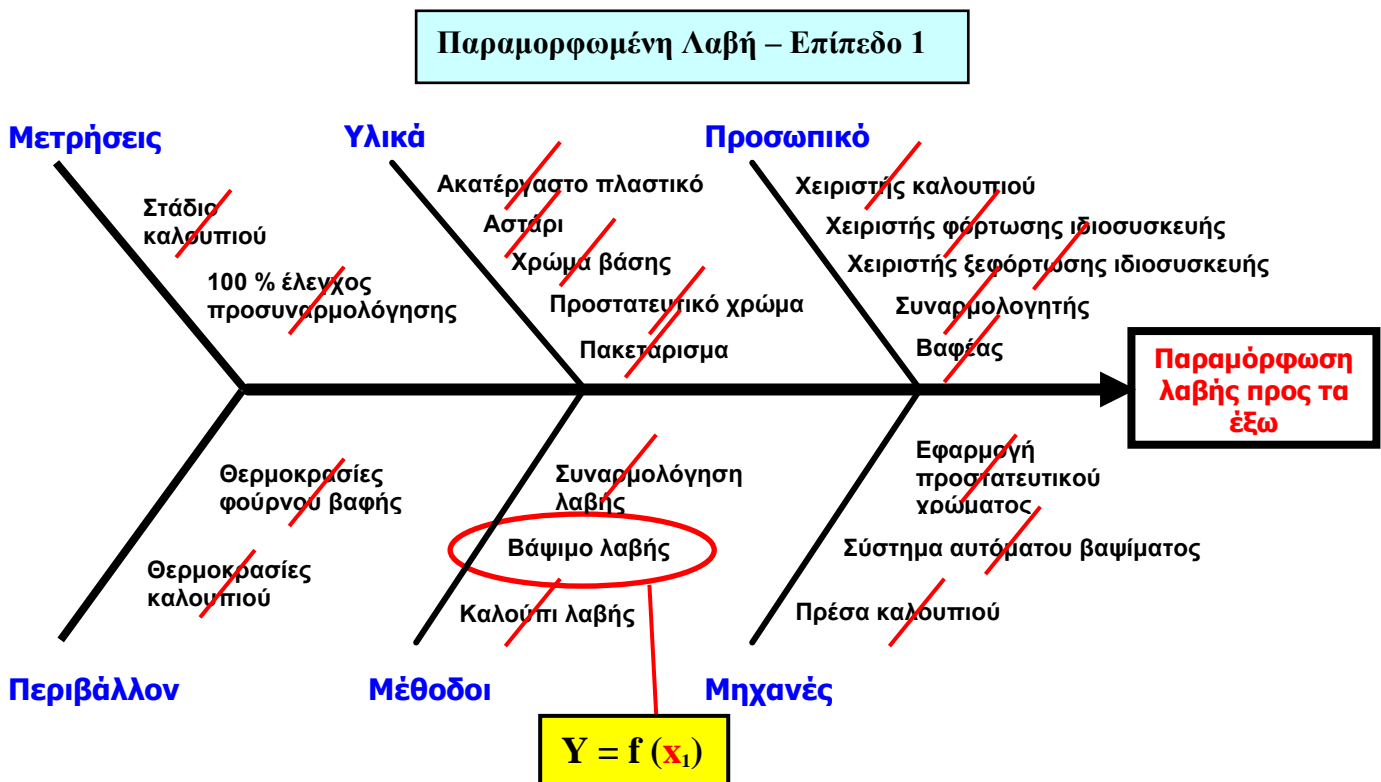 Παραμορφωμένη Λαβή – Επίπεδο 1
Μετρήσεις
Υλικά
Προσωπικό
Στάδιο
καλουπιού
100 % έλεγχος
προσυναρμολόγησης
Ακατέργαστο πλαστικό
Αστάρι
Χρώμα βάσης
Προστατευτικό χρώμα
Πακετάρισμα
Χειριστής καλουπιού
Χειριστής φόρτωσης ιδιοσυσκευής
Χειριστής ξεφόρτωσης ιδιοσυσκευής
Συναρμολογητής
Βαφέας
Παραμόρφωση
λαβής προς τα
έξω
Θερμοκρασίες
φούρνου βαφής
Θερμοκρασίες
καλουπιού
Συναρμολόγηση
λαβής
Βάψιμο λαβής
Καλούπι λαβής
Εφαρμογή
προστατευτικού
χρώματος
Σύστημα αυτόματου βαψίματος
Πρέσα καλουπιού
Περιβάλλον
Μέθοδοι
Μηχανές
Y = f (x₁)